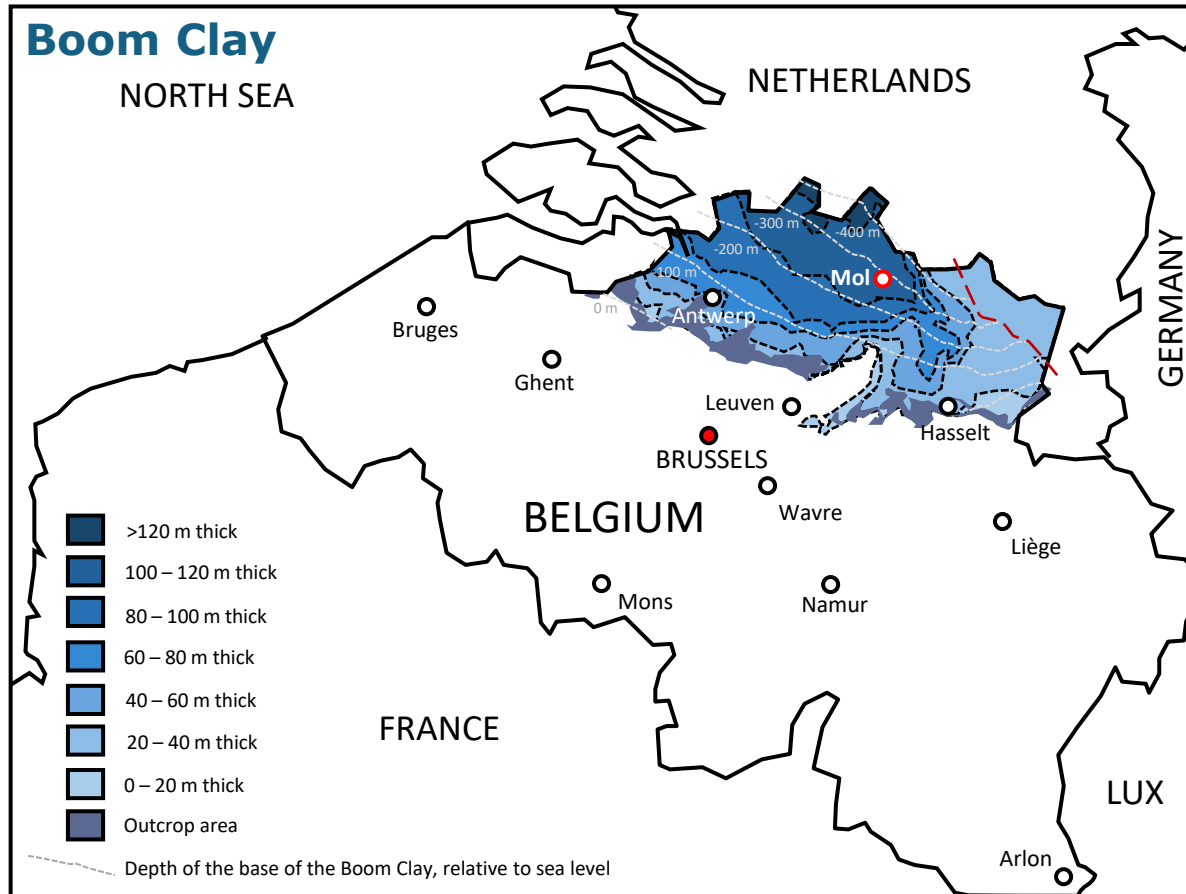 Boom Clay
NORTH SEA
NETHERLANDS
GERMANY
-300 m
-400 m
-200 m
-100 m
0 m
Mol
Antwerp
Bruges
Ghent
Leuven
Hasselt
BRUSSELS
Wavre
BELGIUM
Liège
Mons
Namur
FRANCE
LUX
Arlon
>120 m thick
100 – 120 m thick
80 – 100 m thick
60 – 80 m thick
40 – 60 m thick
20 – 40 m thick
0 – 20 m thick
Outcrop area
Depth of the base of the Boom Clay, relative to sea level